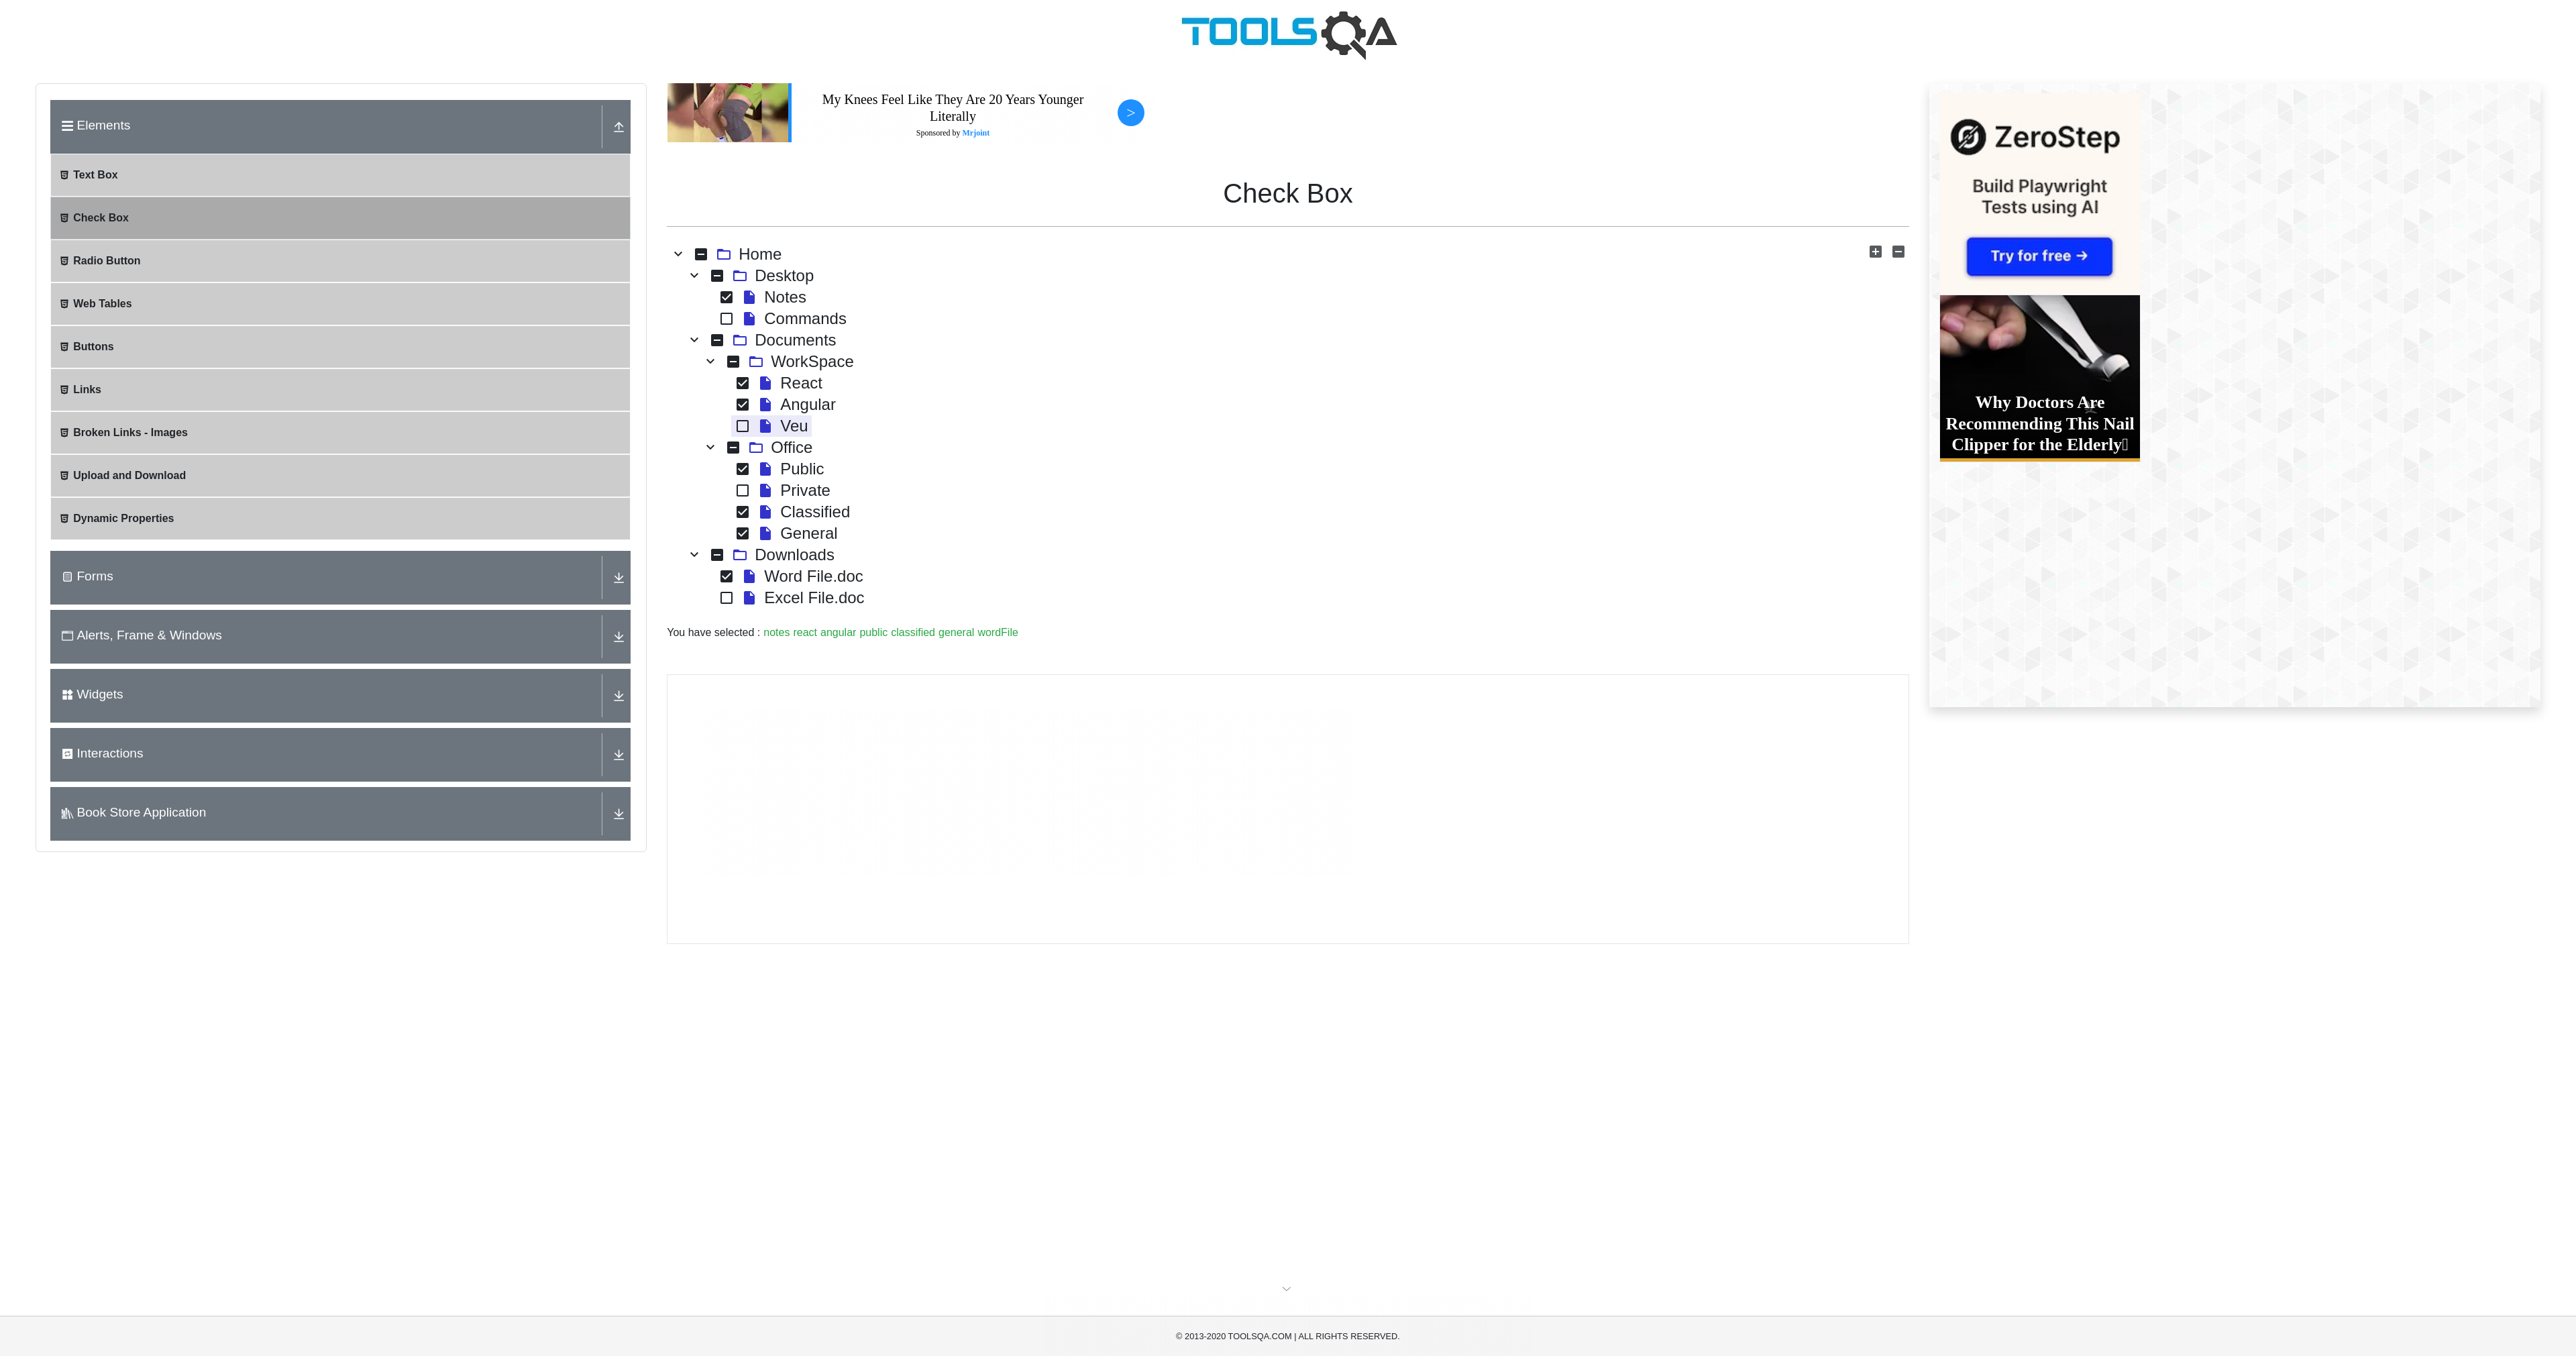 TOOLSQA
Elements
Text Box
Check Box
Radio Button
Web Tables
Buttons
Links
Broken Links - Images
Upload and Download
Dynamic Properties
Forms
Alerts, Frame & Windows
Widgets
Interactions
Book Store Application
My Knees Feel Like They Are 20 Years Younger
Literally
Sponsored by Mrjoint
>
Check Box
Home
Desktop
Notes
Commands
Documents
WorkSpace
React
Angular
Veu
Office
Public
Private
Classified
General
Downloads
Word File.doc
Excel File.doc
You have selected : notes react angular public classified general wordFile
ZeroStep
Build Playwright
Tests using AI
Try for free →
Why Doctors Are
Recommending This Nail
Clipper for the Elderly
© 2013-2020 TOOLSQA.COM | ALL RIGHTS RESERVED.